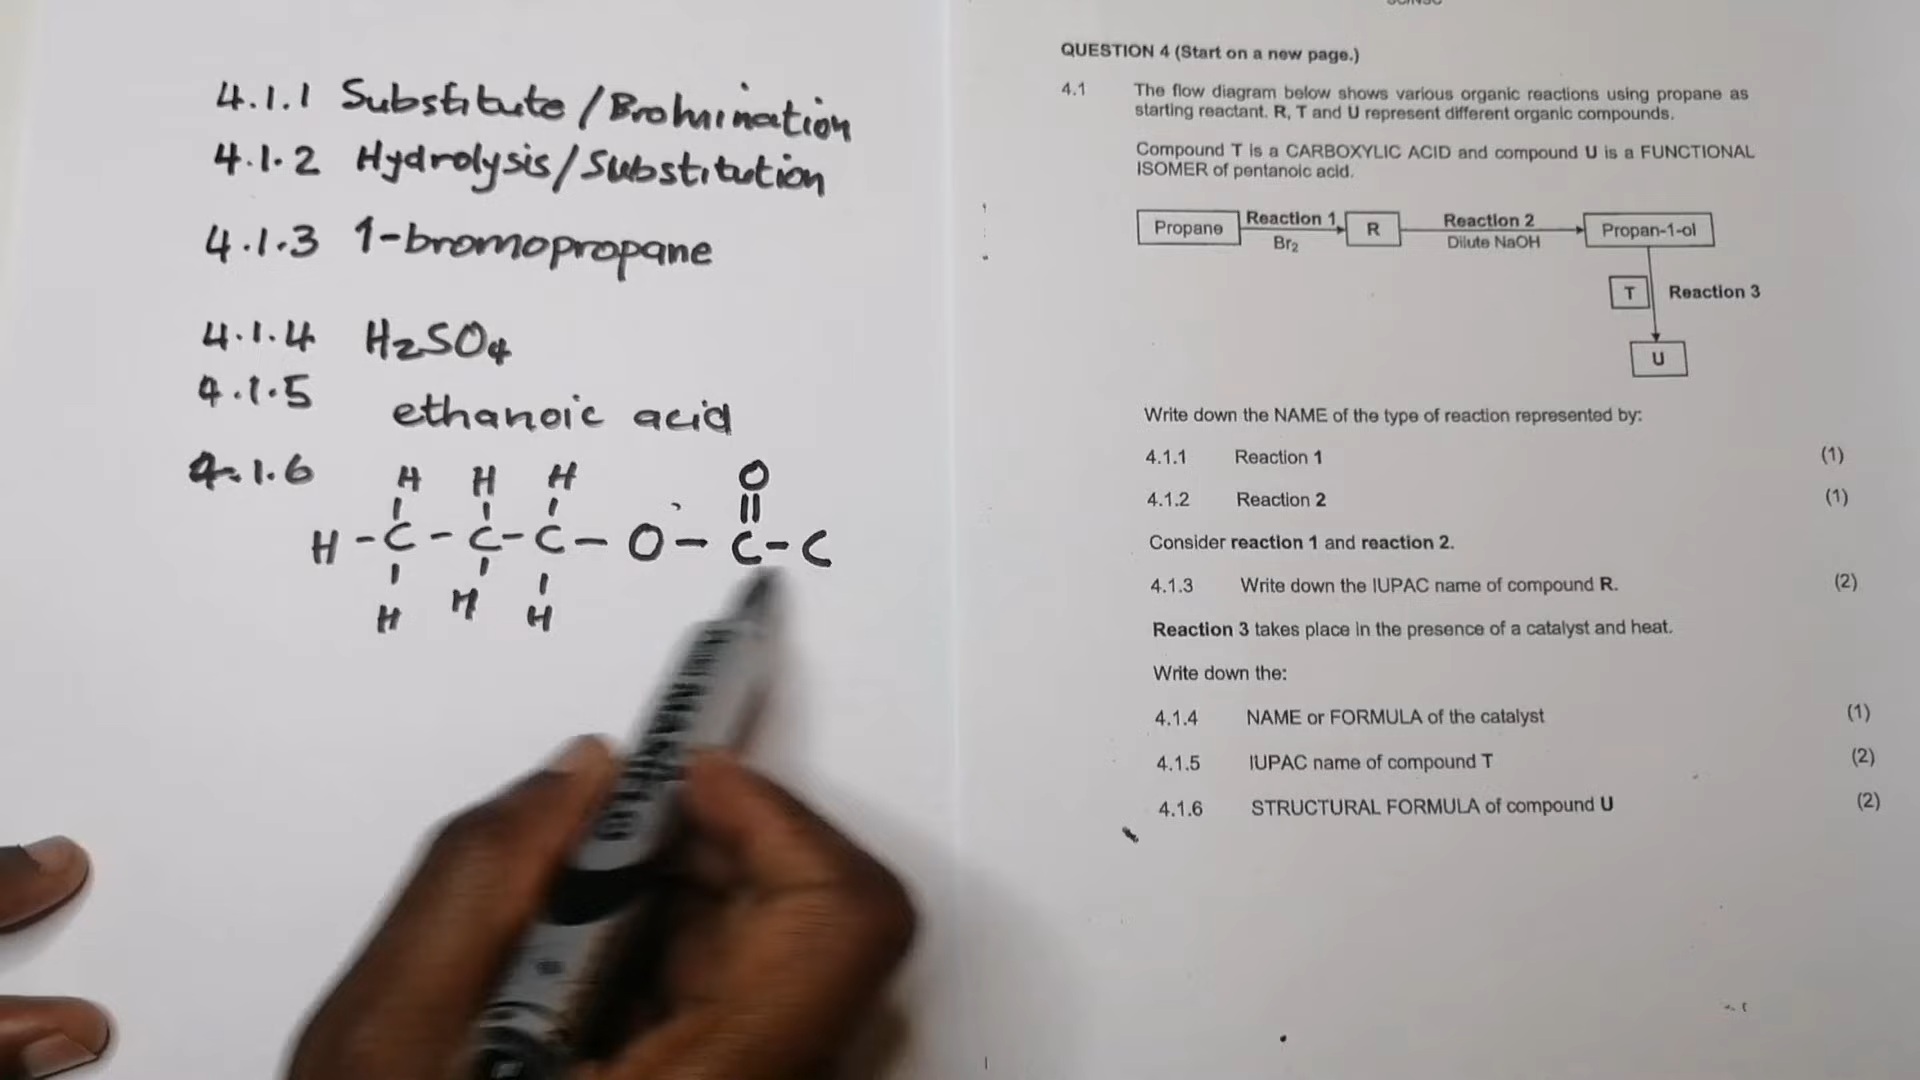 4.1.1 Substitute/Bromination
4.1.2 Hydrolysis/Substitution
4.1.3 1-bromopropane
4.1.4 H2SO4
4.1.5 ethanoic acid
4.1.6
H H H O
H - C - C - C - O - C - C
H H H
QUESTION 4 (Start on a new page.)
4.1 The flow diagram below shows various organic reactions using propane as
starting reactant. R, T and U represent different organic compounds.
Compound T is a CARBOXYLIC ACID and compound U is a FUNCTIONAL
ISOMER of pentanoic acid.
Propane Reaction 1 R Reaction 2 Propan-1-ol
Br2 Dilute NaOH
T Reaction 3
U
Write down the NAME of the type of reaction represented by:
4.1.1 Reaction 1 (1)
4.1.2 Reaction 2 (1)
Consider reaction 1 and reaction 2.
4.1.3 Write down the IUPAC name of compound R. (2)
Reaction 3 takes place in the presence of a catalyst and heat.
Write down the:
4.1.4 NAME or FORMULA of the catalyst (1)
4.1.5 IUPAC name of compound T (2)
4.1.6 STRUCTURAL FORMULA of compound U (2)